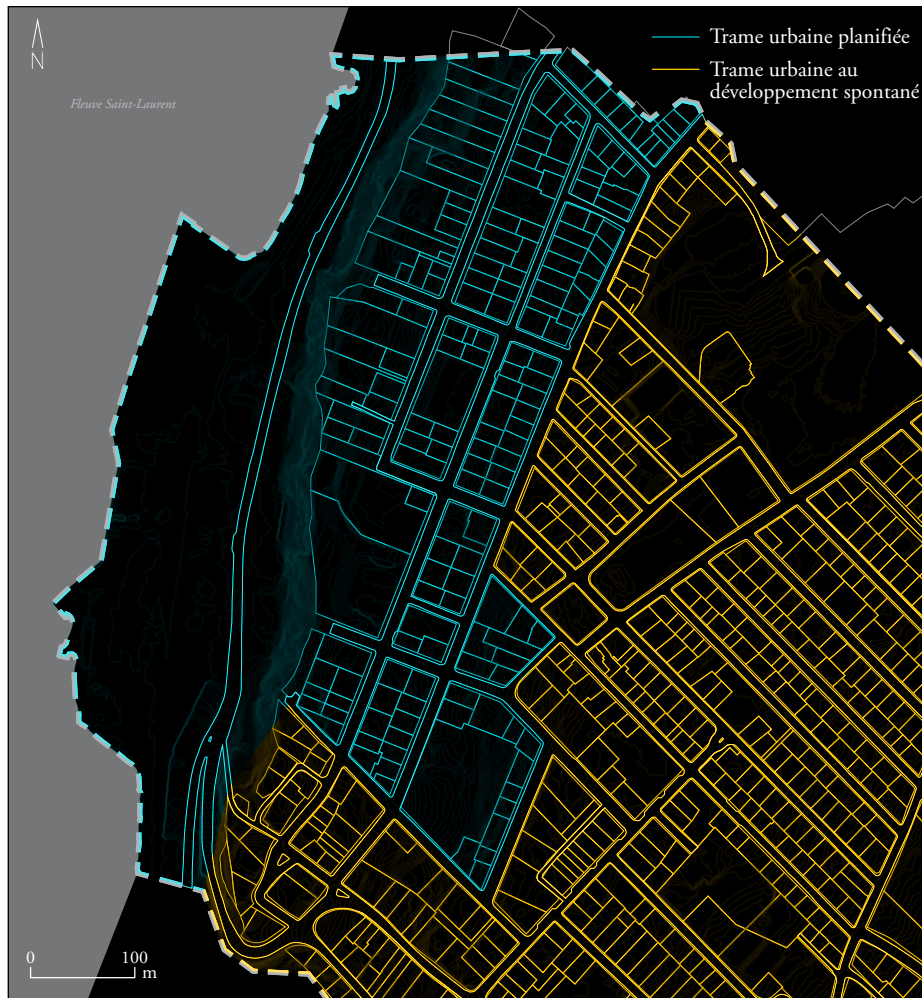 N
Trame urbaine planifiée
Trame urbaine au
développement spontané
Fleuve Saint-Laurent
0 100
m